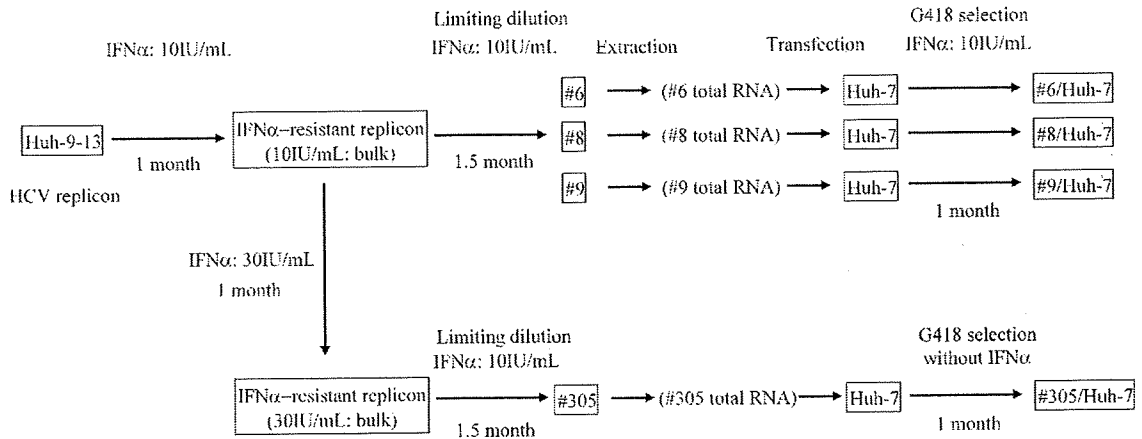 Limiting dilution
IFNα: 10IU/mL
IFNα: 10IU/mL
Extraction
Transfection
G418 selection
IFNα: 10IU/mL
#6
(#6 total RNA)
Huh-7
#6/Huh-7
Huh-9-13
1 month
IFNα-resistant replicon
(10IU/mL: bulk)
1.5 month
#8
(#8 total RNA)
Huh-7
#8/Huh-7
HCV replicon
#9
(#9 total RNA)
Huh-7
1 month
#9/Huh-7
IFNα: 30IU/mL
1 month
Limiting dilution
IFNα: 10IU/mL
G418 selection
without IFNα
IFNα-resistant replicon
(30IU/mL: bulk)
1.5 month
#305
(#305 total RNA)
Huh-7
1 month
#305/Huh-7